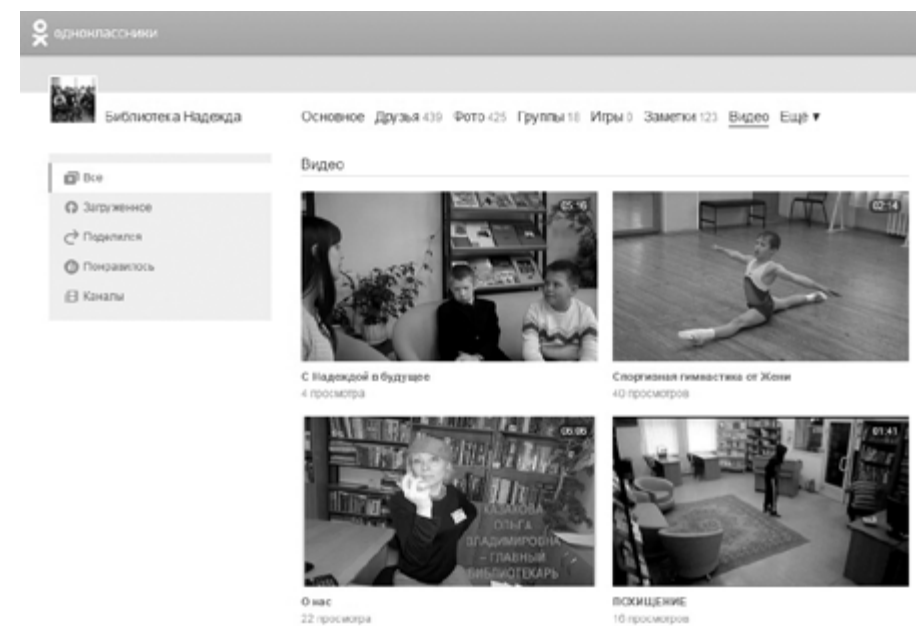 одноклассники
Библиотека Надежда
Основное Друзья 439 Фото 425 Группы 18 Игры 0 Заметки 123 Видео Ещё ▼
Все
Загруженное
Поделился
Понравилось
Каналы
Видео
05:16
02:14
С Надеждой в будущее
4 просмотра
Спортивная гимнастика от Жени
40 просмотров
06:06
КАЗАКОВА
ОЛЬГА
ВЛАДИМИРОВНА
– ГЛАВНЫЙ
БИБЛИОТЕКАРЬ
01:41
О нас
22 просмотра
ПОХИЩЕНИЕ
16 просмотров